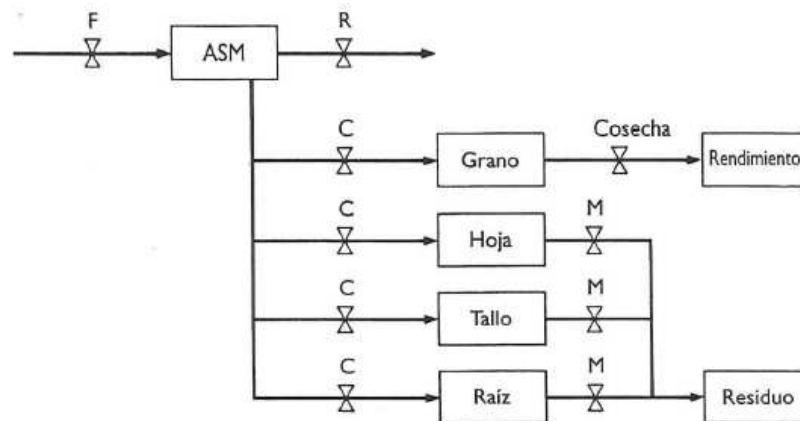 F
R
ASM
C
Cosecha
Grano
Rendimiento
C
M
Hoja
C
M
Tallo
C
M
Raíz
Residuo